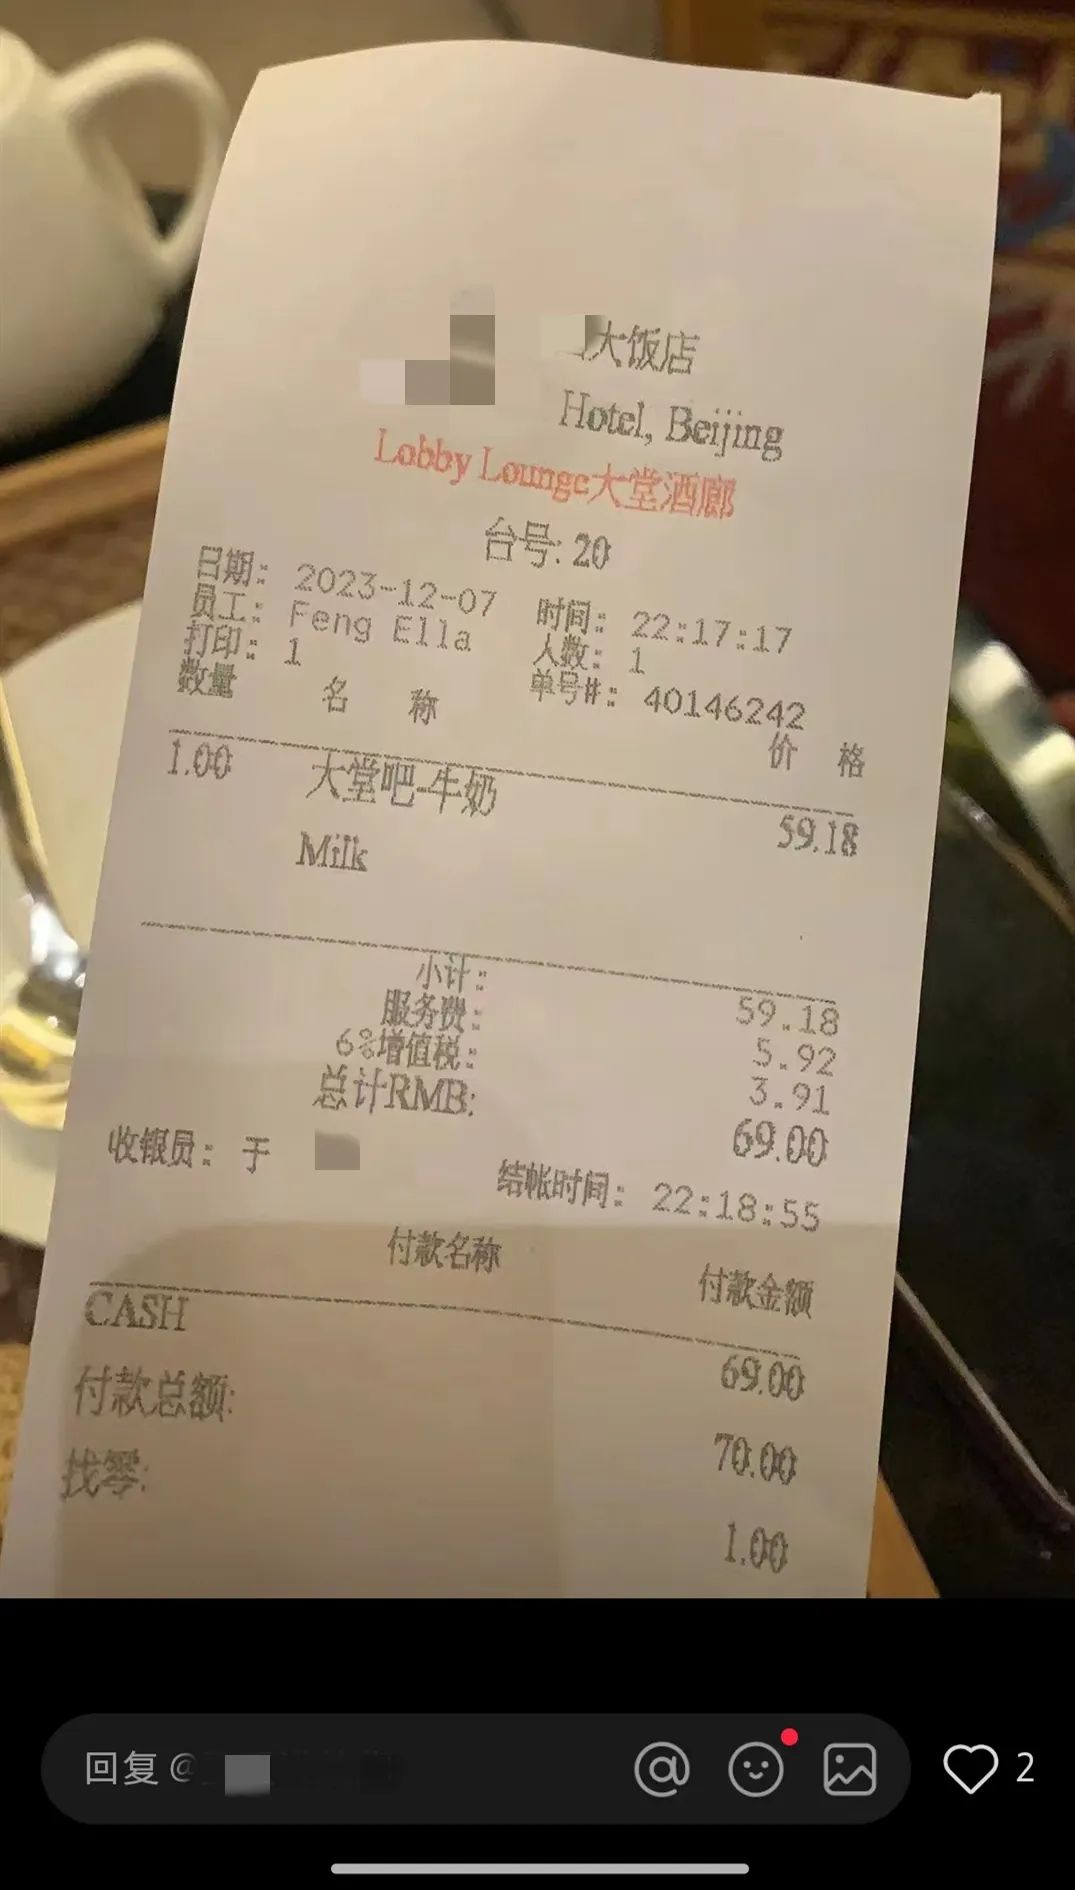 大饭店
Hotel, Beijing
Lobby Lounge大堂酒廊
台号: 20
日期: 2023-12-07 时间: 22:17:17
员工: Feng Ella 人数: 1
打印: 1 单号#: 40146242
数量 名 称 价 格
1.00 大堂吧-牛奶 59.18
Milk
小计: 59.18
服务费: 5.92
6%增值税: 3.91
总计RMB: 69.00
收银员: 于 结帐时间: 22:18:55
付款名称 付款金额
CASH 69.00
付款总额: 70.00
找零: 1.00
回复 @
2